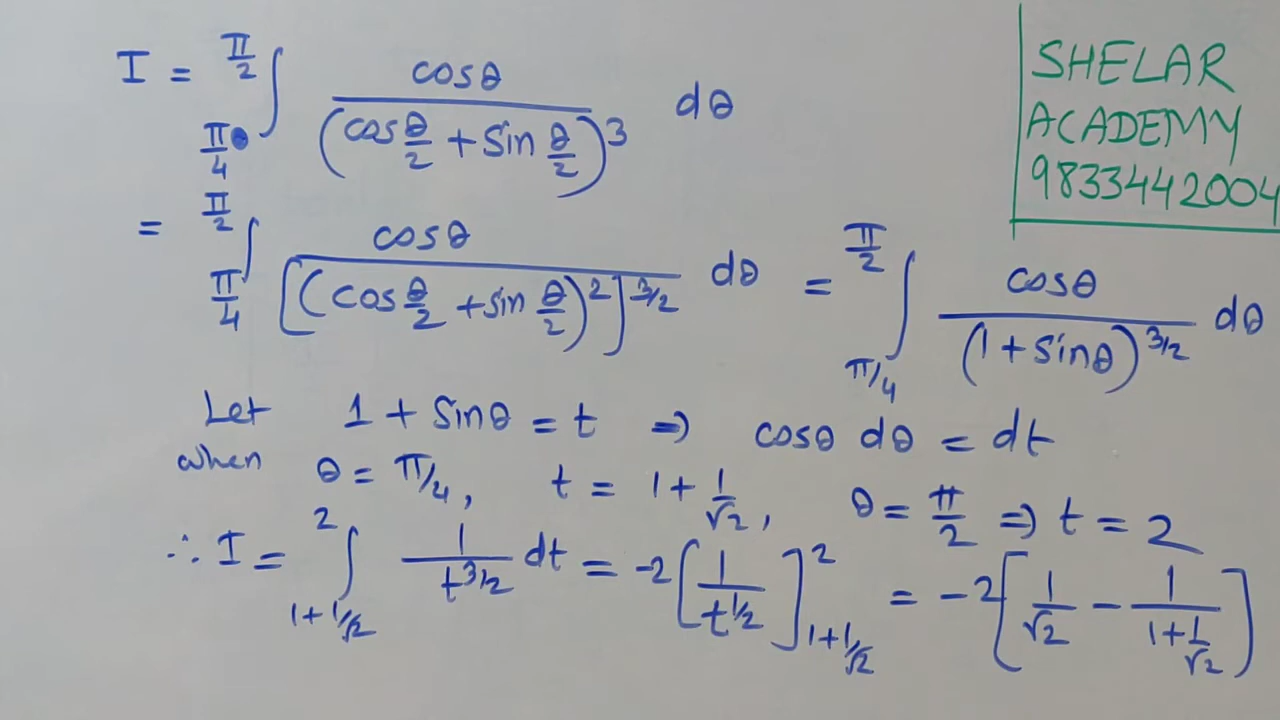 I = π/2 ∫ π/4 cosθ / (cos θ/2 + sin θ/2)^3 dθ
= π/2 ∫ π/4 cosθ / [(cos θ/2 + sin θ/2)^2]^3/2 dθ = π/2 ∫ π/4 cosθ / (1 + sinθ)^3/2 dθ
Let 1 + sinθ = t ⇒ cosθ dθ = dt
when θ = π/4, t = 1 + 1/√2, θ = π/2 ⇒ t = 2
∴ I = 2 ∫ 1+1/√2 1/t^3/2 dt = -2 [1/t^1/2] 2 1+1/√2 = -2 [1/√2 - 1/(1+1/√2)]
SHELAR
ACADEMY
9833442004